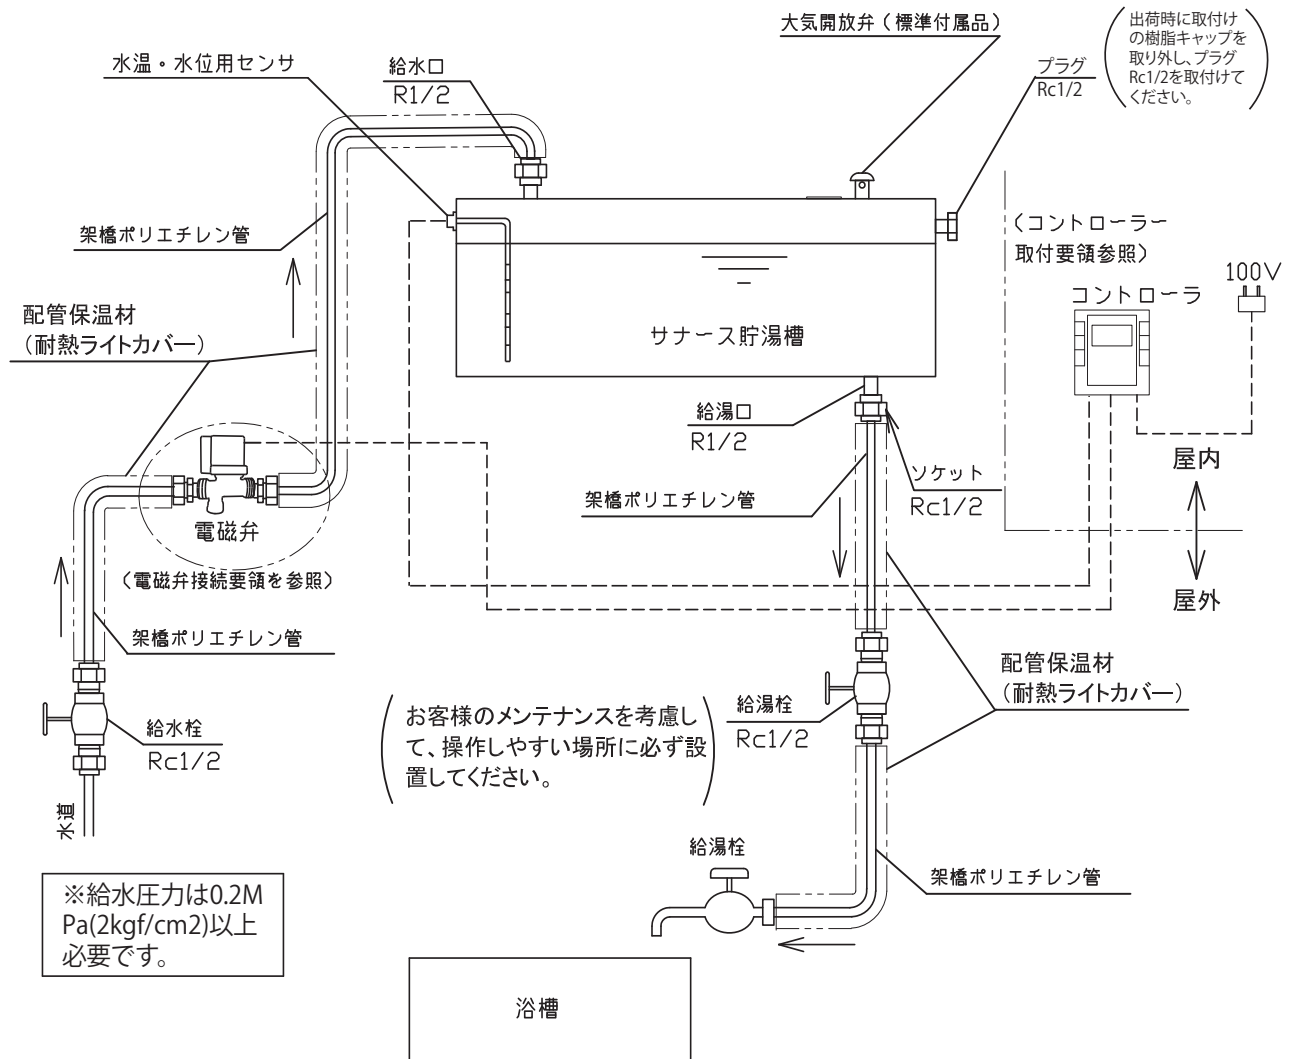 大気開放弁（標準付属品）
出荷時に取付け
の樹脂キャップを
取り外し、プラグ
Rc1/2を取付けて
ください。
プラグ
Rc1/2
水温・水位用センサ
給水口
R1/2
架橋ポリエチレン管
（コントローラー
取付要領参照）
100V
コントローラ
配管保温材
（耐熱ライトカバー）
サナース貯湯槽
給湯口
R1/2
ソケット
Rc1/2
架橋ポリエチレン管
屋内
屋外
電磁弁
（電磁弁接続要領を参照）
架橋ポリエチレン管
配管保温材
（耐熱ライトカバー）
給水栓
Rc1/2
お客様のメンテナンスを考慮し
て、操作しやすい場所に必ず設
置してください。
給湯栓
Rc1/2
水道
給湯栓
架橋ポリエチレン管
※給水圧力は0.2M
Pa(2kgf/cm2)以上
必要です。
浴槽